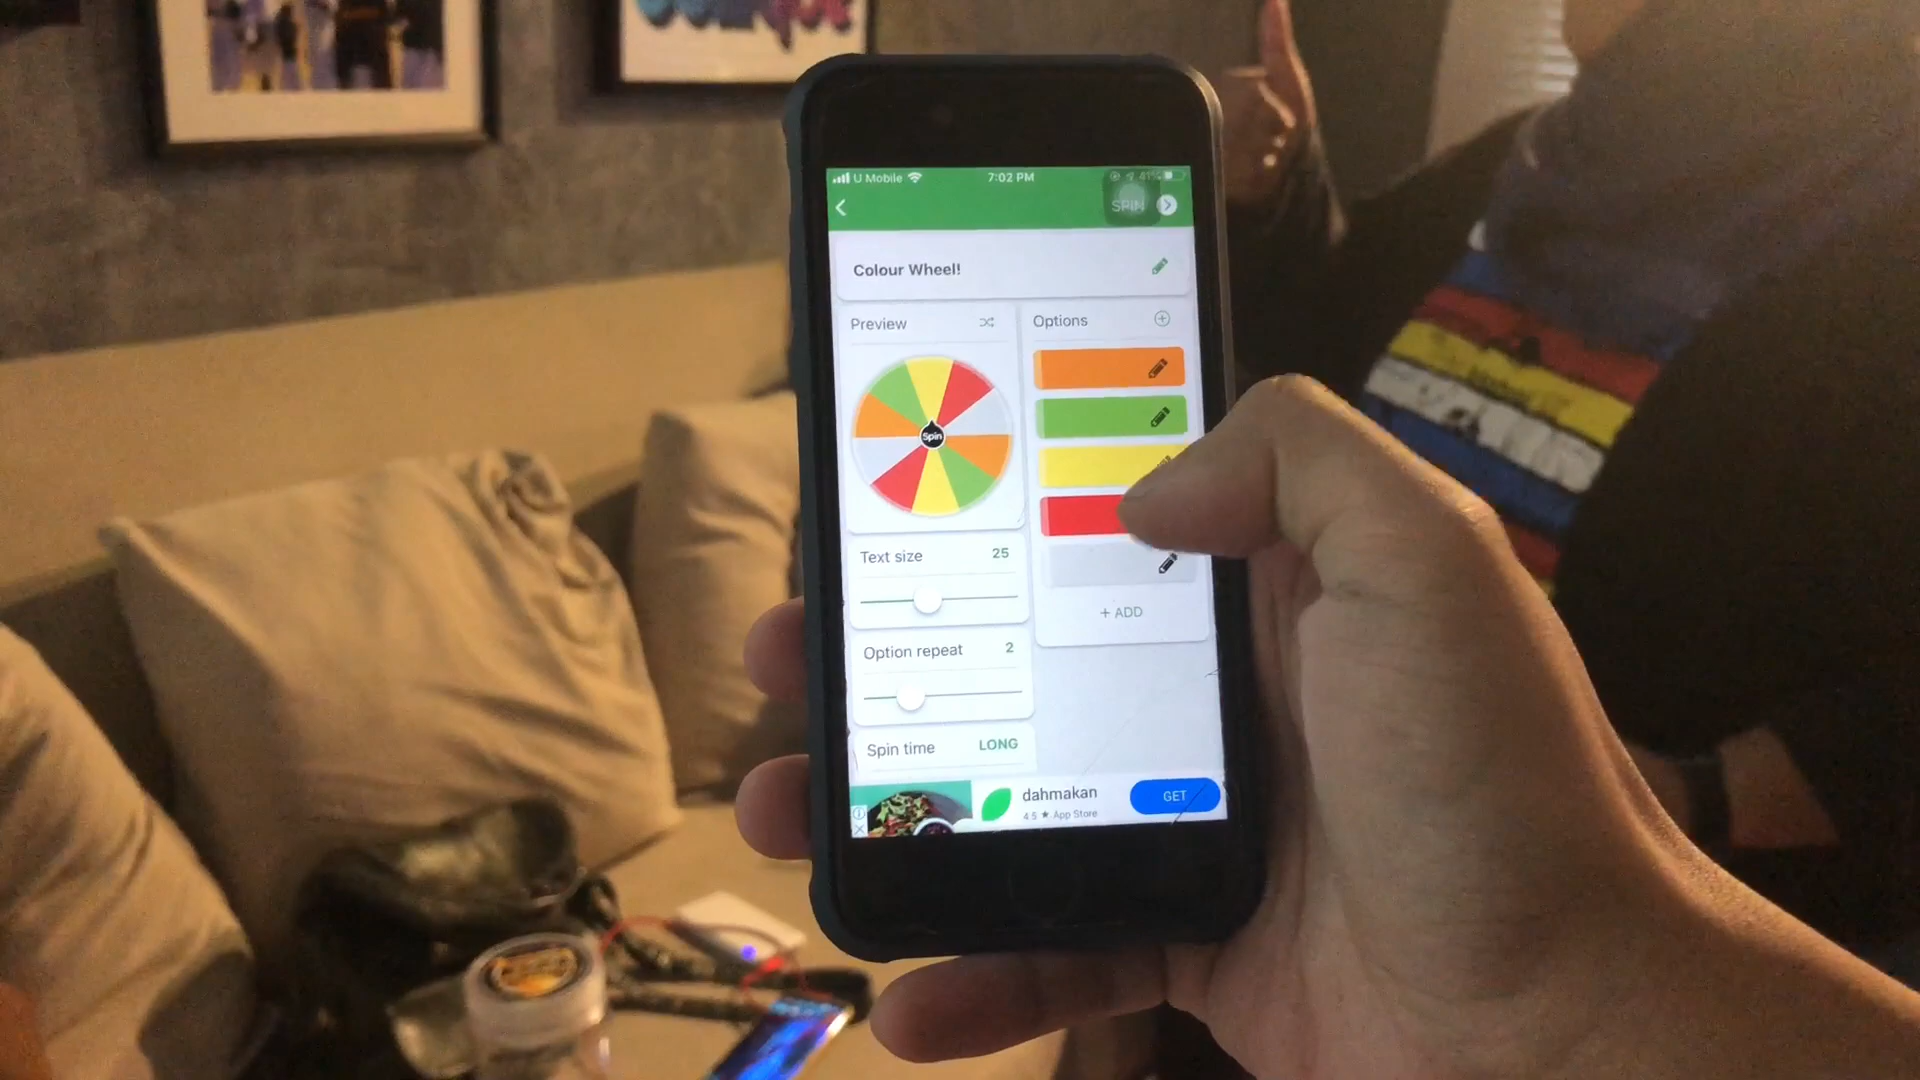 U Mobile 7:02 PM 41%
SPIN
Colour Wheel!
Preview
Options
Spin
Text size 25
+ ADD
Option repeat 2
Spin time LONG
dahmakan
4.5 ★ App Store
GET